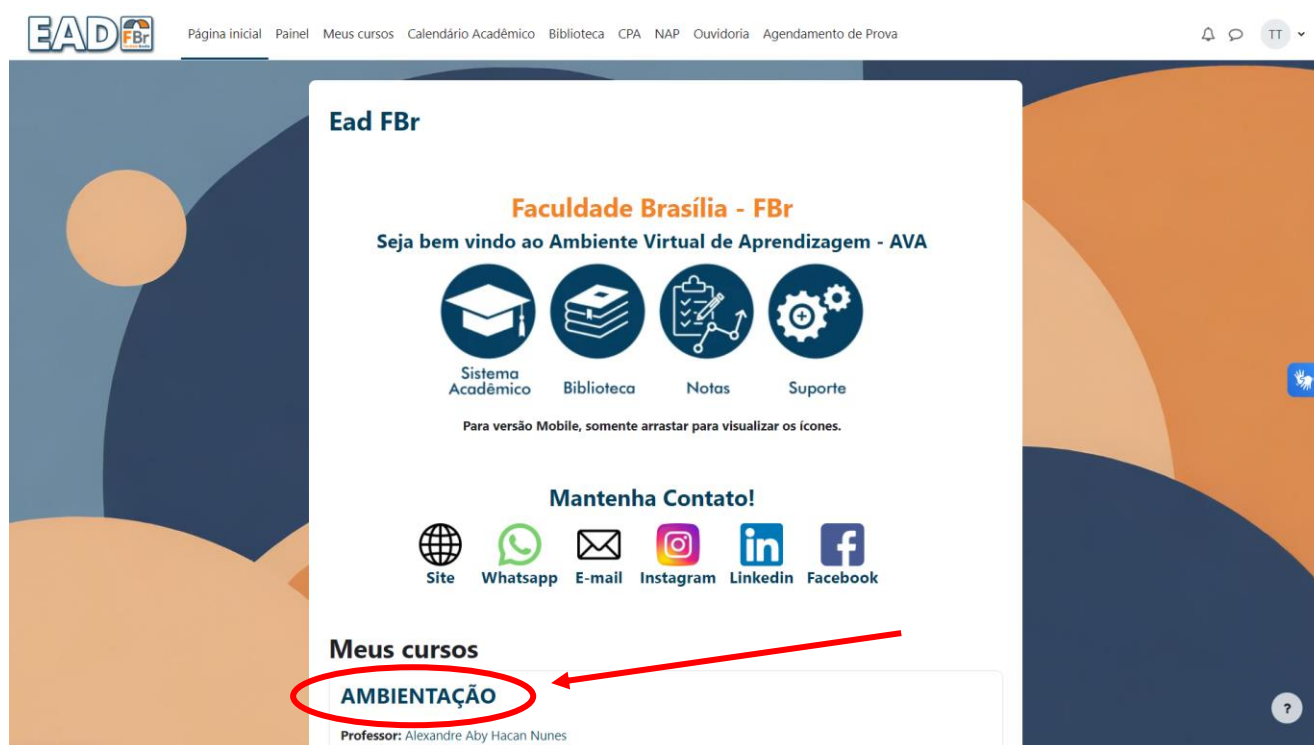 EAD FBr
Página inicial Painel Meus cursos Calendário Acadêmico Biblioteca CPA NAP Ouvidoria Agendamento de Prova
TT
Ead FBr
Faculdade Brasília - FBr
Seja bem vindo ao Ambiente Virtual de Aprendizagem - AVA
Sistema Acadêmico
Biblioteca
Notas
Suporte
Para versão Mobile, somente arrastar para visualizar os ícones.
Mantenha Contato!
Site Whatsapp E-mail Instagram Linkedin Facebook
Meus cursos
AMBIENTAÇÃO
?
Professor: Alexandre Aby Hacan Nunes